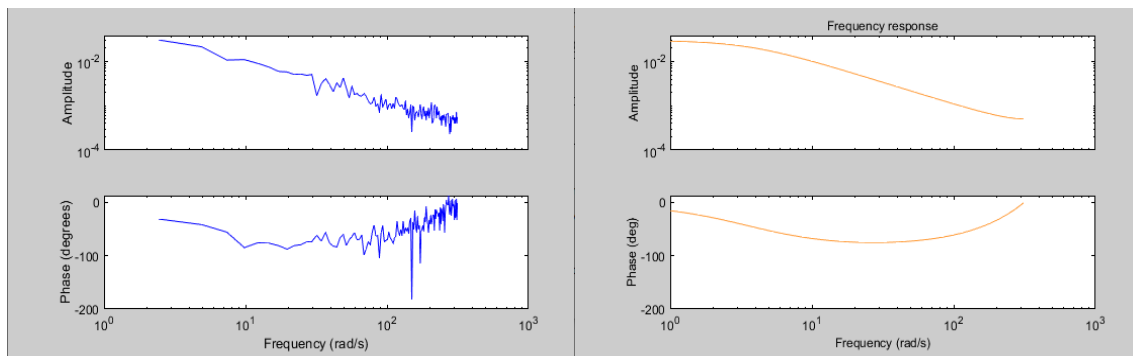 Amplitude
10^-2
10^-4
Phase (degrees)
0
-100
-200
10^0
10^1
10^2
10^3
Frequency (rad/s)
Frequency response
Amplitude
10^-2
10^-4
Phase (deg)
0
-100
-200
10^0
10^1
10^2
10^3
Frequency (rad/s)